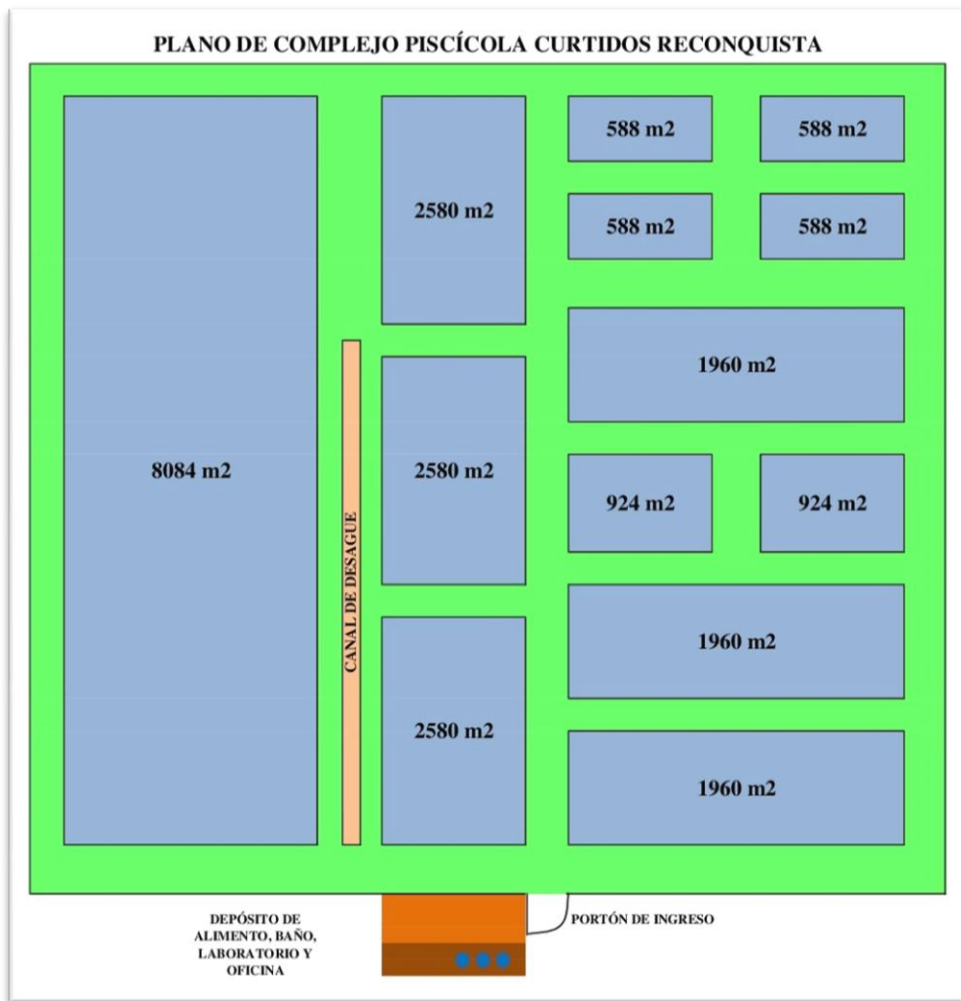 PLANO DE COMPLEJO PISCÍCOLA CURTIDOS RECONQUISTA
588 m2
588 m2
2580 m2
588 m2
588 m2
1960 m2
8084 m2
2580 m2
924 m2
924 m2
CANAL DE DESAGUE
1960 m2
2580 m2
1960 m2
DEPÓSITO DE
ALIMENTO, BAÑO,
LABORATORIO Y
OFICINA
PORTÓN DE INGRESO